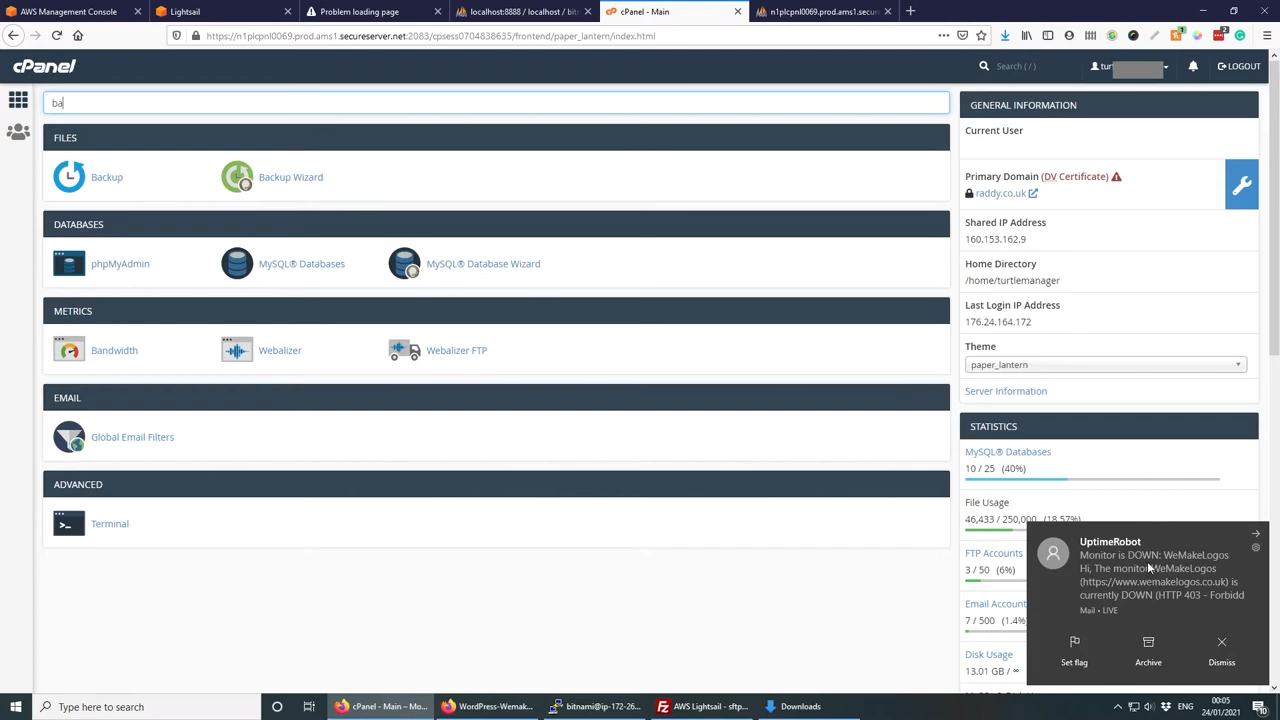 AWS Management Console
Lightsail
Problem loading page
localhost:8888 / localhost / bit
cPanel - Main
n1plcpnl0069.prod.ams1.secures
https://n1plcpnl0069.prod.ams1.secureserver.net:2083/cpsess0704838635/frontend/paper_lantern/index.html
cPanel
Search ( / )
tur
LOGOUT
ba
FILES
Backup
Backup Wizard
DATABASES
phpMyAdmin
MySQL® Databases
MySQL® Database Wizard
METRICS
Bandwidth
Webalizer
Webalizer FTP
EMAIL
Global Email Filters
ADVANCED
Terminal
GENERAL INFORMATION
Current User
Primary Domain (DV Certificate)
raddy.co.uk
Shared IP Address
160.153.162.9
Home Directory
/home/turtlemanager
Last Login IP Address
176.24.164.172
Theme
paper_lantern
Server Information
STATISTICS
MySQL® Databases
10 / 25 (40%)
File Usage
46,433 / 250,000 (18.57%)
FTP Accounts
3 / 50 (6%)
Email Account
7 / 500 (1.4%
Disk Usage
13.01 GB / ∞
UptimeRobot
Monitor is DOWN: WeMakeLogos
Hi, The monitor WeMakeLogos
(https://www.wemakelogos.co.uk) is
currently DOWN (HTTP 403 - Forbidd
Mail • LIVE
Set flag
Archive
Dismiss
Type here to search
cPanel - Main – Mo...
WordPress-Wemak...
bitnami@ip-172-26...
AWS Lightsail - sftp...
Downloads
ENG
00:05
24/01/2021
10